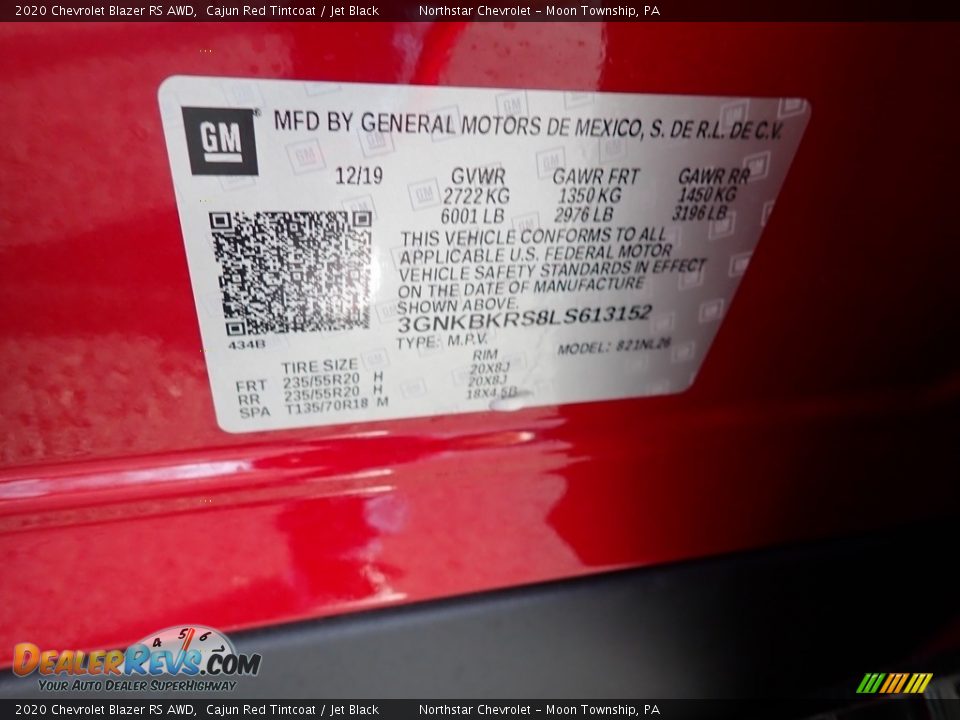 2020 Chevrolet Blazer RS AWD, Cajun Red Tintcoat / Jet Black Northstar Chevrolet - Moon Township, PA
GM ® MFD BY GENERAL MOTORS DE MEXICO, S. DE R.L. DE C.V.
12/19 GVWR GAWR FRT GAWR RR
2722 KG 1350 KG 1450 KG
6001 LB 2976 LB 3196 LB
THIS VEHICLE CONFORMS TO ALL
APPLICABLE U.S. FEDERAL MOTOR
VEHICLE SAFETY STANDARDS IN EFFECT
ON THE DATE OF MANUFACTURE
SHOWN ABOVE.
3GNKBKRS8LS613152
434B TYPE: M.P.V. MODEL: 821NL26
TIRE SIZE RIM
FRT 235/55R20 H 20X8J
RR 235/55R20 H 20X8J
SPA T135/70R18 M 18X4.5B
4 5 6 7
DEALERREVS.COM
YOUR AUTO DEALER SUPERHIGHWAY
2020 Chevrolet Blazer RS AWD, Cajun Red Tintcoat / Jet Black Northstar Chevrolet - Moon Township, PA